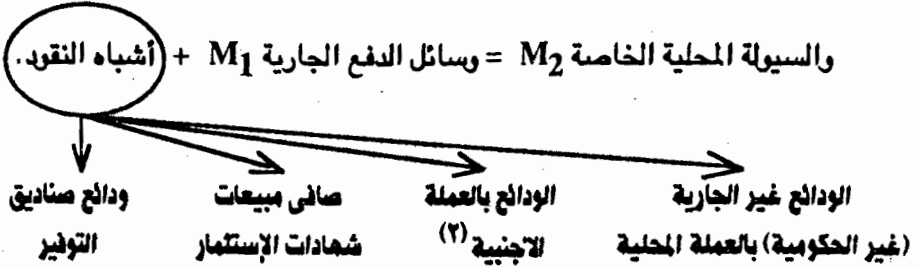 والسيولة المحلية الخاصة M2 = وسائل الدفع الجارية M1 + أشباه النقود.
الودائع غير الجارية
(غير الحكومية) بالعملة المحلية
الودائع بالعملة
الاجنبية (٢)
صافى مبيعات
شهادات الإستثمار
ودائع صناديق
التوفير